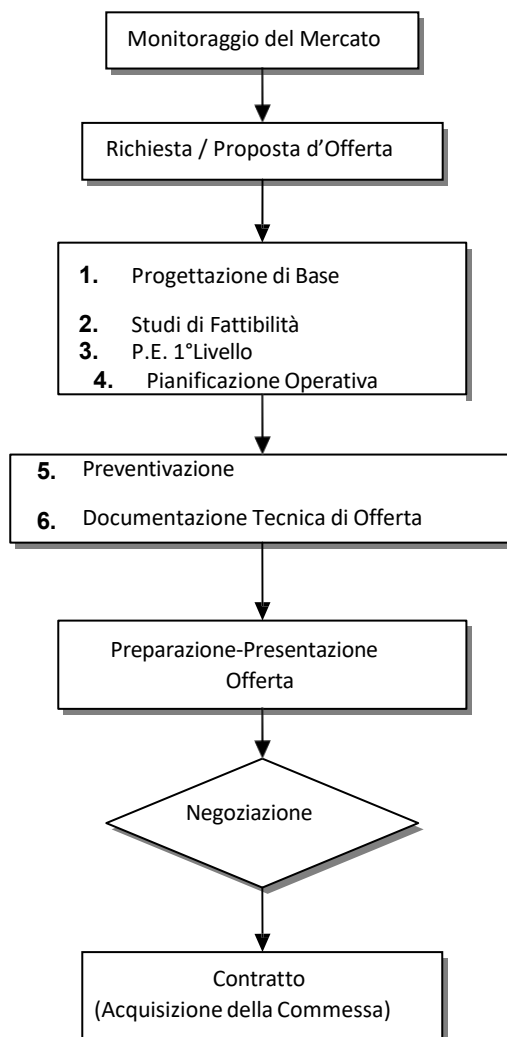 Monitoraggio del Mercato
Richiesta / Proposta d’Offerta
1. Progettazione di Base
2. Studi di Fattibilità
3. P.E. 1°Livello
4. Pianificazione Operativa
5. Preventivazione
6. Documentazione Tecnica di Offerta
Preparazione-Presentazione
Offerta
Negoziazione
Contratto
(Acquisizione della Commessa)